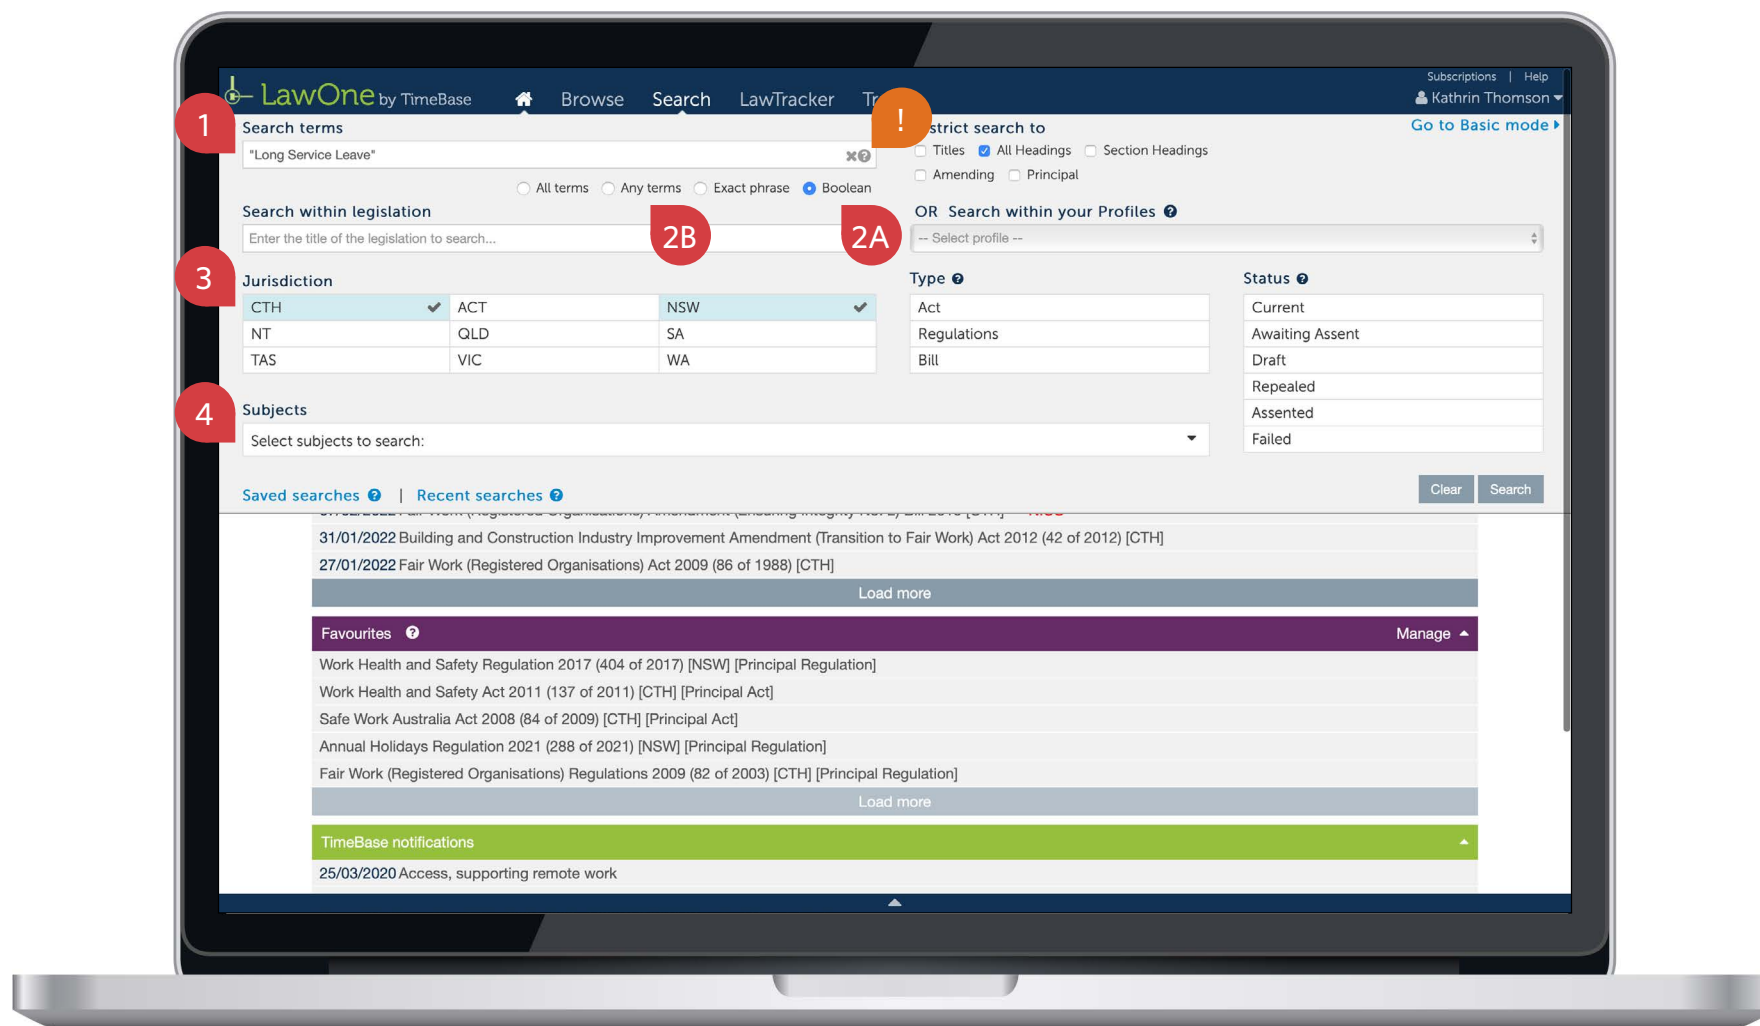 Subscriptions | Help
LawOne by TimeBase Browse Search LawTracker Tr
Kathrin Thomson
1
Search terms
!
strict search to
Go to Basic mode
"Long Service Leave"
Titles All Headings Section Headings
Amending Principal
All terms Any terms Exact phrase Boolean
Search within legislation
OR Search within your Profiles
Enter the title of the legislation to search...
2B
2A
-- Select profile --
3
Jurisdiction
Type
Status
CTH ACT NSW
Act
Current
NT QLD SA
Regulations
Awaiting Assent
TAS VIC WA
Bill
Draft
Repealed
4
Subjects
Assented
Select subjects to search:
Failed
Saved searches | Recent searches
Clear Search
31/01/2022 Building and Construction Industry Improvement Amendment (Transition to Fair Work) Act 2012 (42 of 2012) [CTH]
27/01/2022 Fair Work (Registered Organisations) Act 2009 (86 of 1988) [CTH]
Load more
Favourites
Manage
Work Health and Safety Regulation 2017 (404 of 2017) [NSW] [Principal Regulation]
Work Health and Safety Act 2011 (137 of 2011) [CTH] [Principal Act]
Safe Work Australia Act 2008 (84 of 2009) [CTH] [Principal Act]
Annual Holidays Regulation 2021 (288 of 2021) [NSW] [Principal Regulation]
Fair Work (Registered Organisations) Regulations 2009 (82 of 2003) [CTH] [Principal Regulation]
Load more
TimeBase notifications
25/03/2020 Access, supporting remote work